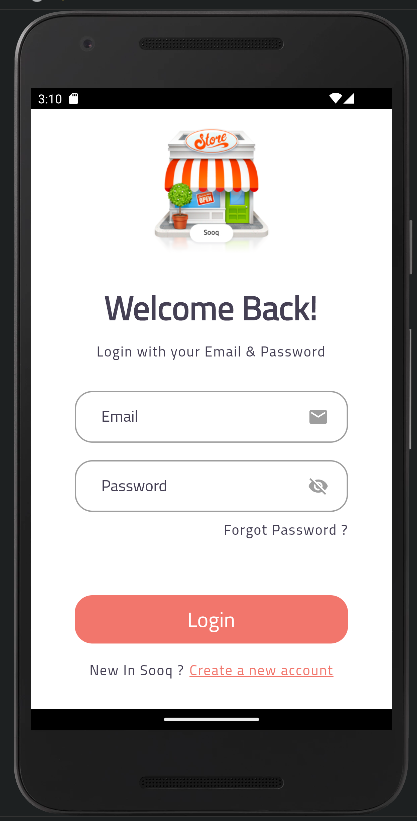 3:10
Store
OPEN
Sooq
Welcome Back!
Login with your Email & Password
Email
Password
Forgot Password ?
Login
New In Sooq ? Create a new account